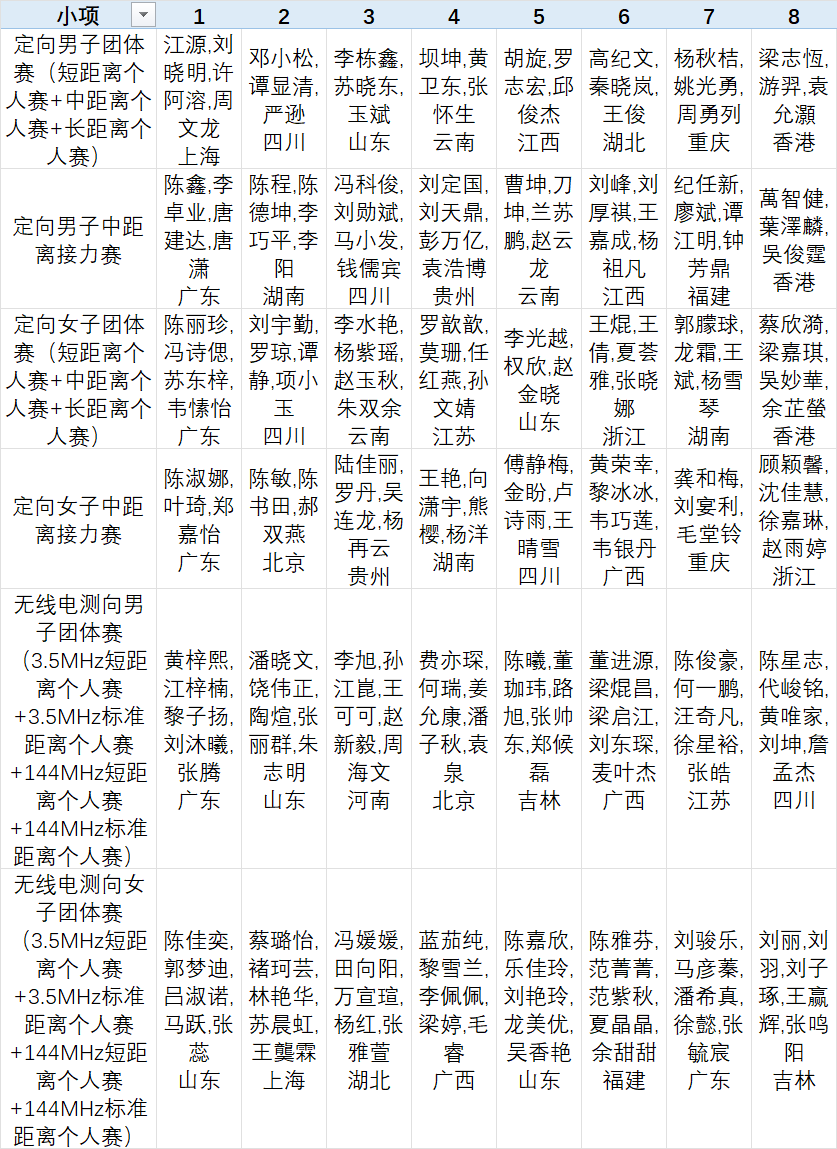 小项 1 2 3 4 5 6 7 8
定向男子团体
赛（短距离个
人赛+中距离个
人赛+长距离个
人赛）
江源,刘
晓明,许
阿溶,周
文龙
上海
邓小松,
谭显清,
严逊
四川
李栋鑫,
苏晓东,
玉斌
山东
坝坤,黄
卫东,张
怀生
云南
胡旋,罗
志宏,邱
俊杰
江西
高纪文,
秦晓岚,
王俊
湖北
杨秋桔,
姚光勇,
周勇列
重庆
梁志恆,
游羿,袁
允灝
香港
定向男子中距
离接力赛
陈鑫,李
卓业,唐
建达,唐
潇
广东
陈程,陈
德坤,李
巧平,李
阳
湖南
冯科俊,
刘勋斌,
马小发,
钱儒宾
四川
刘定国,
刘天鼎,
彭万亿,
袁浩博
贵州
曹坤,刀
坤,兰苏
鹏,赵云
龙
云南
刘峰,刘
厚祺,王
嘉成,杨
祖凡
江西
纪任新,
廖斌,谭
江明,钟
芳鼎
福建
萬智健,
葉澤麟,
吳俊霆
香港
定向女子团体
赛（短距离个
人赛+中距离个
人赛+长距离个
人赛）
陈丽珍,
冯诗偲,
苏东梓,
韦愫怡
广东
刘宇勤,
罗琼,谭
静,项小
玉
四川
李水艳,
杨紫瑶,
赵玉秋,
朱双余
云南
罗歆歆,
莫珊,任
红燕,孙
文婧
江苏
李光越,
权欣,赵
金晓
山东
王焜,王
倩,夏荟
雅,张晓
娜
浙江
郭朦球,
龙霜,王
斌,杨雪
琴
湖南
蔡欣漪,
梁嘉琪,
吳妙華,
余芷螢
香港
定向女子中距
离接力赛
陈淑娜,
叶琦,郑
嘉怡
广东
陈敏,陈
书田,郝
双燕
北京
陆佳丽,
罗丹,吴
连龙,杨
再云
贵州
王艳,向
潇宇,熊
樱,杨洋
湖南
傅静梅,
金盼,卢
诗雨,王
晴雪
四川
黄荣幸,
黎冰冰,
韦巧莲,
韦银丹
广西
龚和梅,
刘宴利,
毛堂铃
重庆
顾颖馨,
沈佳慧,
徐嘉琳,
赵雨婷
浙江
无线电测向男
子团体赛
（3.5MHz短距
离个人赛
+3.5MHz标准
距离个人赛
+144MHz短距
离个人赛
+144MHz标准
距离个人赛）
黄梓熙,
江梓楠,
黎子扬,
刘沐曦,
张腾
广东
潘晓文,
饶伟正,
陶煊,张
丽群,朱
志明
山东
李旭,孙
江崑,王
可可,赵
新毅,周
海文
河南
费亦琛,
何瑞,姜
允康,潘
子秋,袁
泉
北京
陈曦,董
珈玮,路
旭,张帅
东,郑候
磊
吉林
董进源,
梁焜昌,
梁启江,
刘东琛,
麦叶杰
广西
陈俊豪,
何一鹏,
汪奇凡,
徐星裕,
张皓
江苏
陈星志,
代峻铭,
黄唯家,
刘坤,詹
孟杰
四川
无线电测向女
子团体赛
（3.5MHz短距
离个人赛
+3.5MHz标准
距离个人赛
+144MHz短距
离个人赛
+144MHz标准
距离个人赛）
陈佳奕,
郭梦迪,
吕淑诺,
马跃,张
蕊
山东
蔡璐怡,
褚珂芸,
林艳华,
苏晨虹,
王龑霖
上海
冯媛媛,
田向阳,
万宣瑄,
杨红,张
雅萱
湖北
蓝茄纯,
黎雪兰,
李佩佩,
梁婷,毛
睿
广西
陈嘉欣,
乐佳玲,
刘艳玲,
龙美优,
吴香艳
山东
陈雅芬,
范菁菁,
范紫秋,
夏晶晶,
余甜甜
福建
刘骏乐,
马彦蓁,
潘希真,
徐懿,张
毓宸
广东
刘丽,刘
羽,刘子
琢,王赢
辉,张鸣
阳
吉林